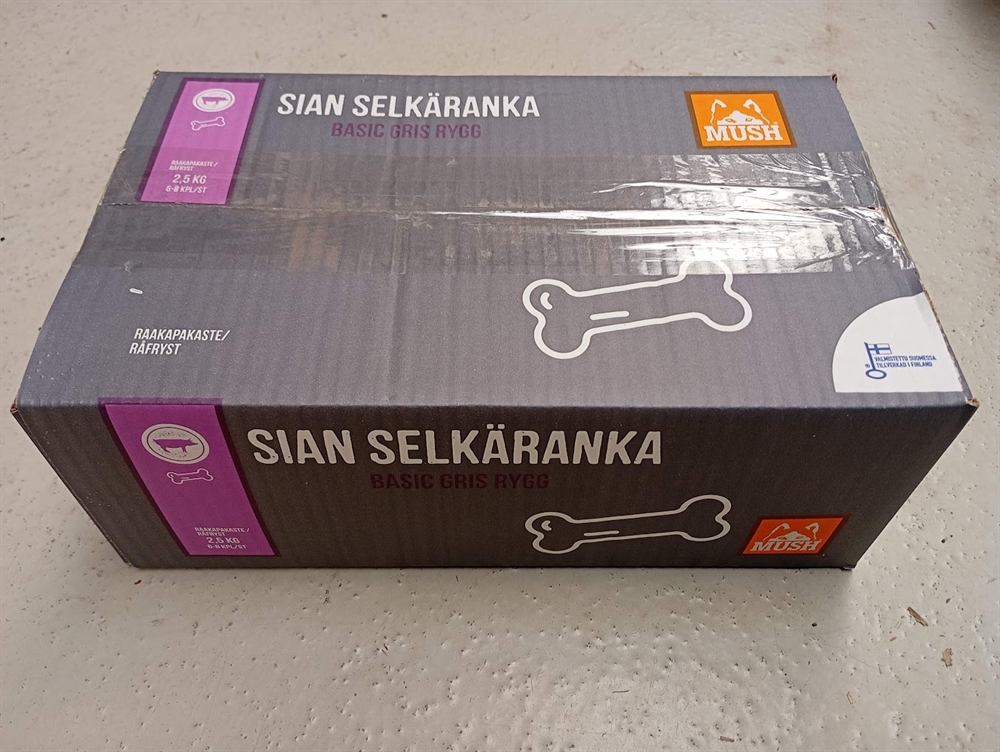 SIAN SELKÄRANKA
BASIC GRIS RYGG
MUSH
RAAKAPAKASTE/
RÅFRYST
2,5 KG
6-8 KPL/ST
RAAKAPAKASTE/
RÅFRYST
VALMISTETTU SUOMESSA
TILLVERKAD I FINLAND
SIAN SELKÄRANKA
BASIC GRIS RYGG
RAAKAPAKASTE/
RÅFRYST
2,5 KG
6-8 KPL/ST
MUSH